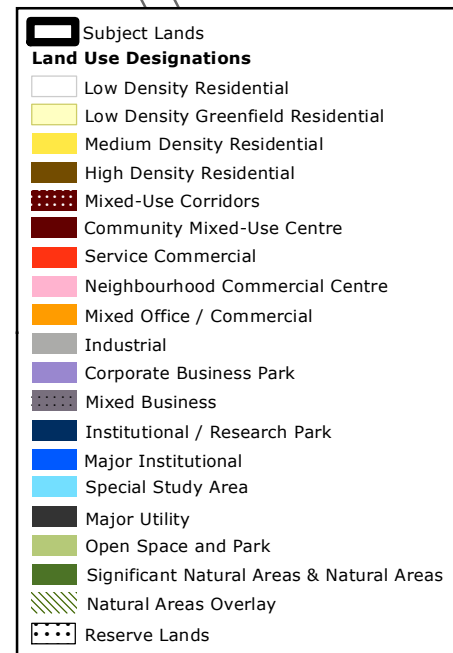 Subject Lands
Land Use Designations
Low Density Residential
Low Density Greenfield Residential
Medium Density Residential
High Density Residential
Mixed-Use Corridors
Community Mixed-Use Centre
Service Commercial
Neighbourhood Commercial Centre
Mixed Office / Commercial
Industrial
Corporate Business Park
Mixed Business
Institutional / Research Park
Major Institutional
Special Study Area
Major Utility
Open Space and Park
Significant Natural Areas & Natural Areas
Natural Areas Overlay
Reserve Lands